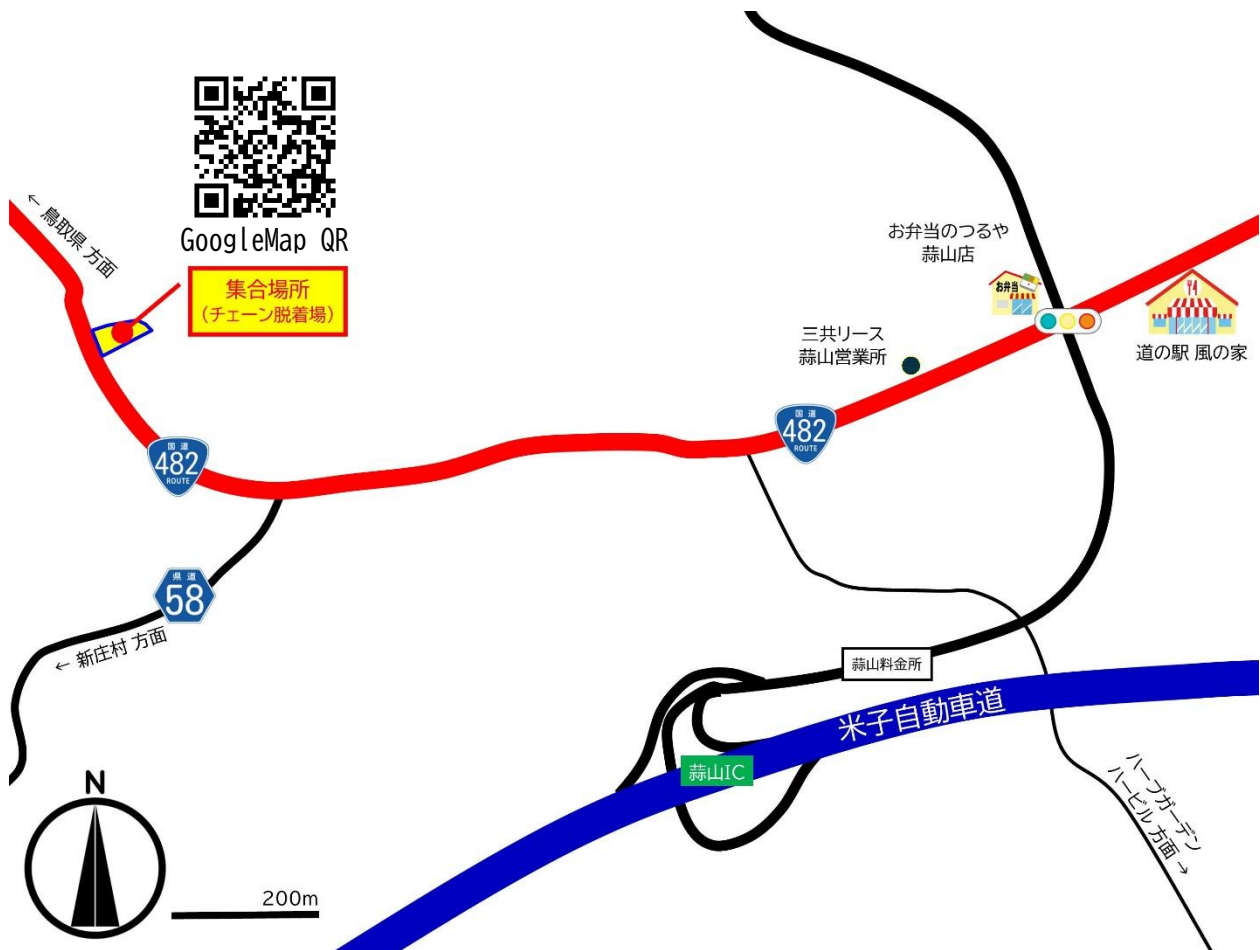 GoogleMap QR
← 鳥取県 方面
集合場所
（チェーン脱着場）
お弁当のつるや
蒜山店
お弁当
三共リース
蒜山営業所
道の駅 風の家
国道
482
ROUTE
国道
482
ROUTE
県道
58
← 新庄村 方面
蒜山料金所
米子自動車道
蒜山IC
ハーブガーデン
ハービル 方面 →
N
200m